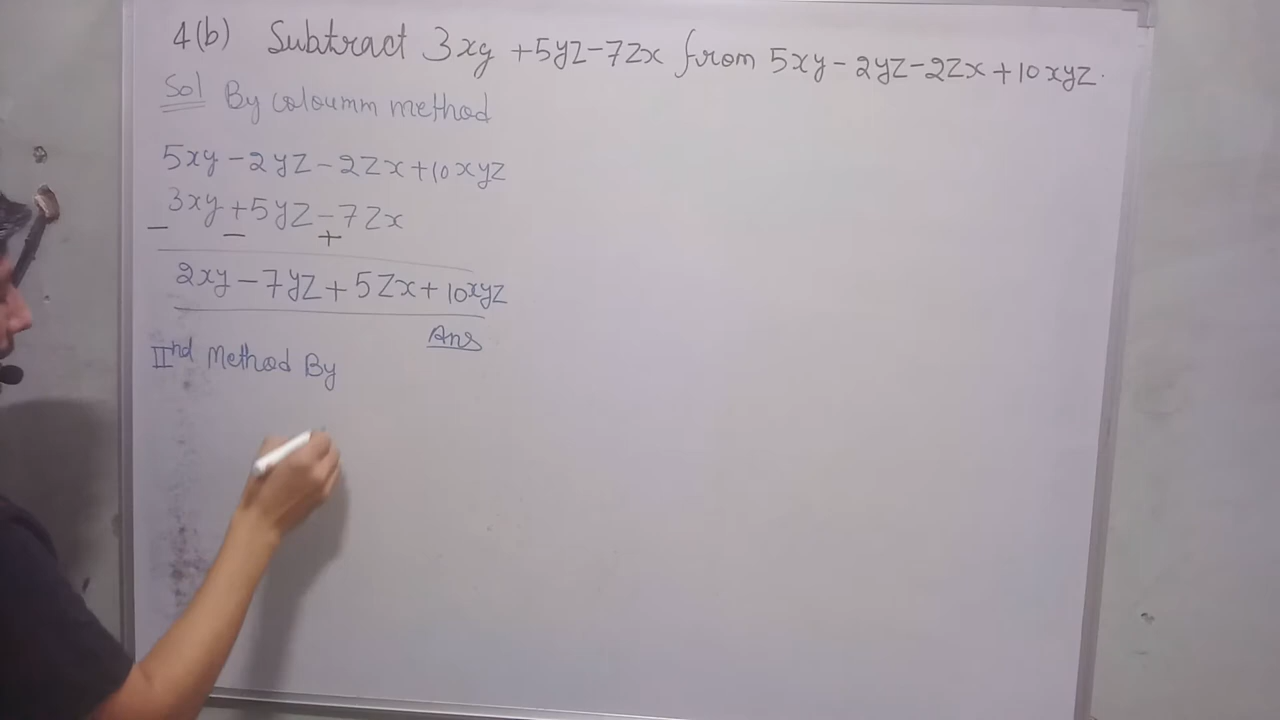 4(b) Subtract 3xy +5yz-7zx from 5xy-2yz-2zx+10xyz.
Sol By coloumm method
5xy-2yz-2zx+10xyz
3xy+5yz-7zx
- - +
2xy-7yz+5zx+10xyz
Ans
IInd Method By